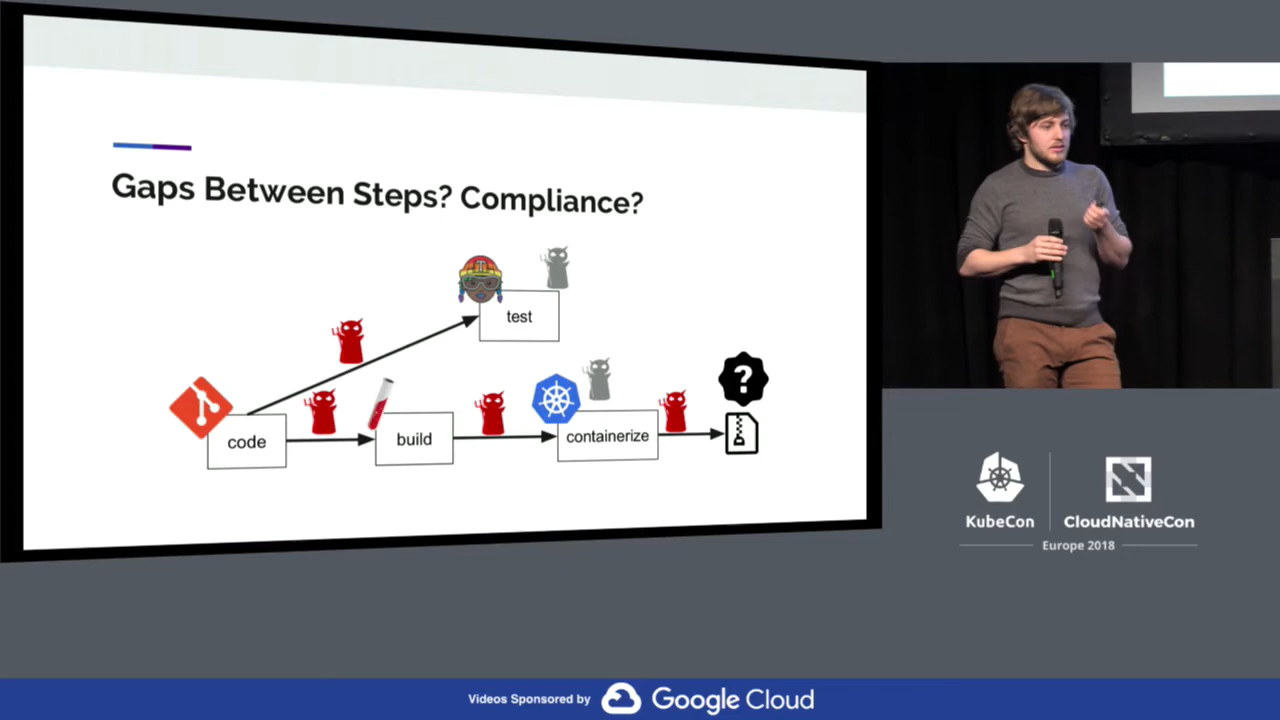 Gaps Between Steps? Compliance?
T
test
code
build
containerize
?
KubeCon
CloudNativeCon
Europe 2018
Videos Sponsored by Google Cloud